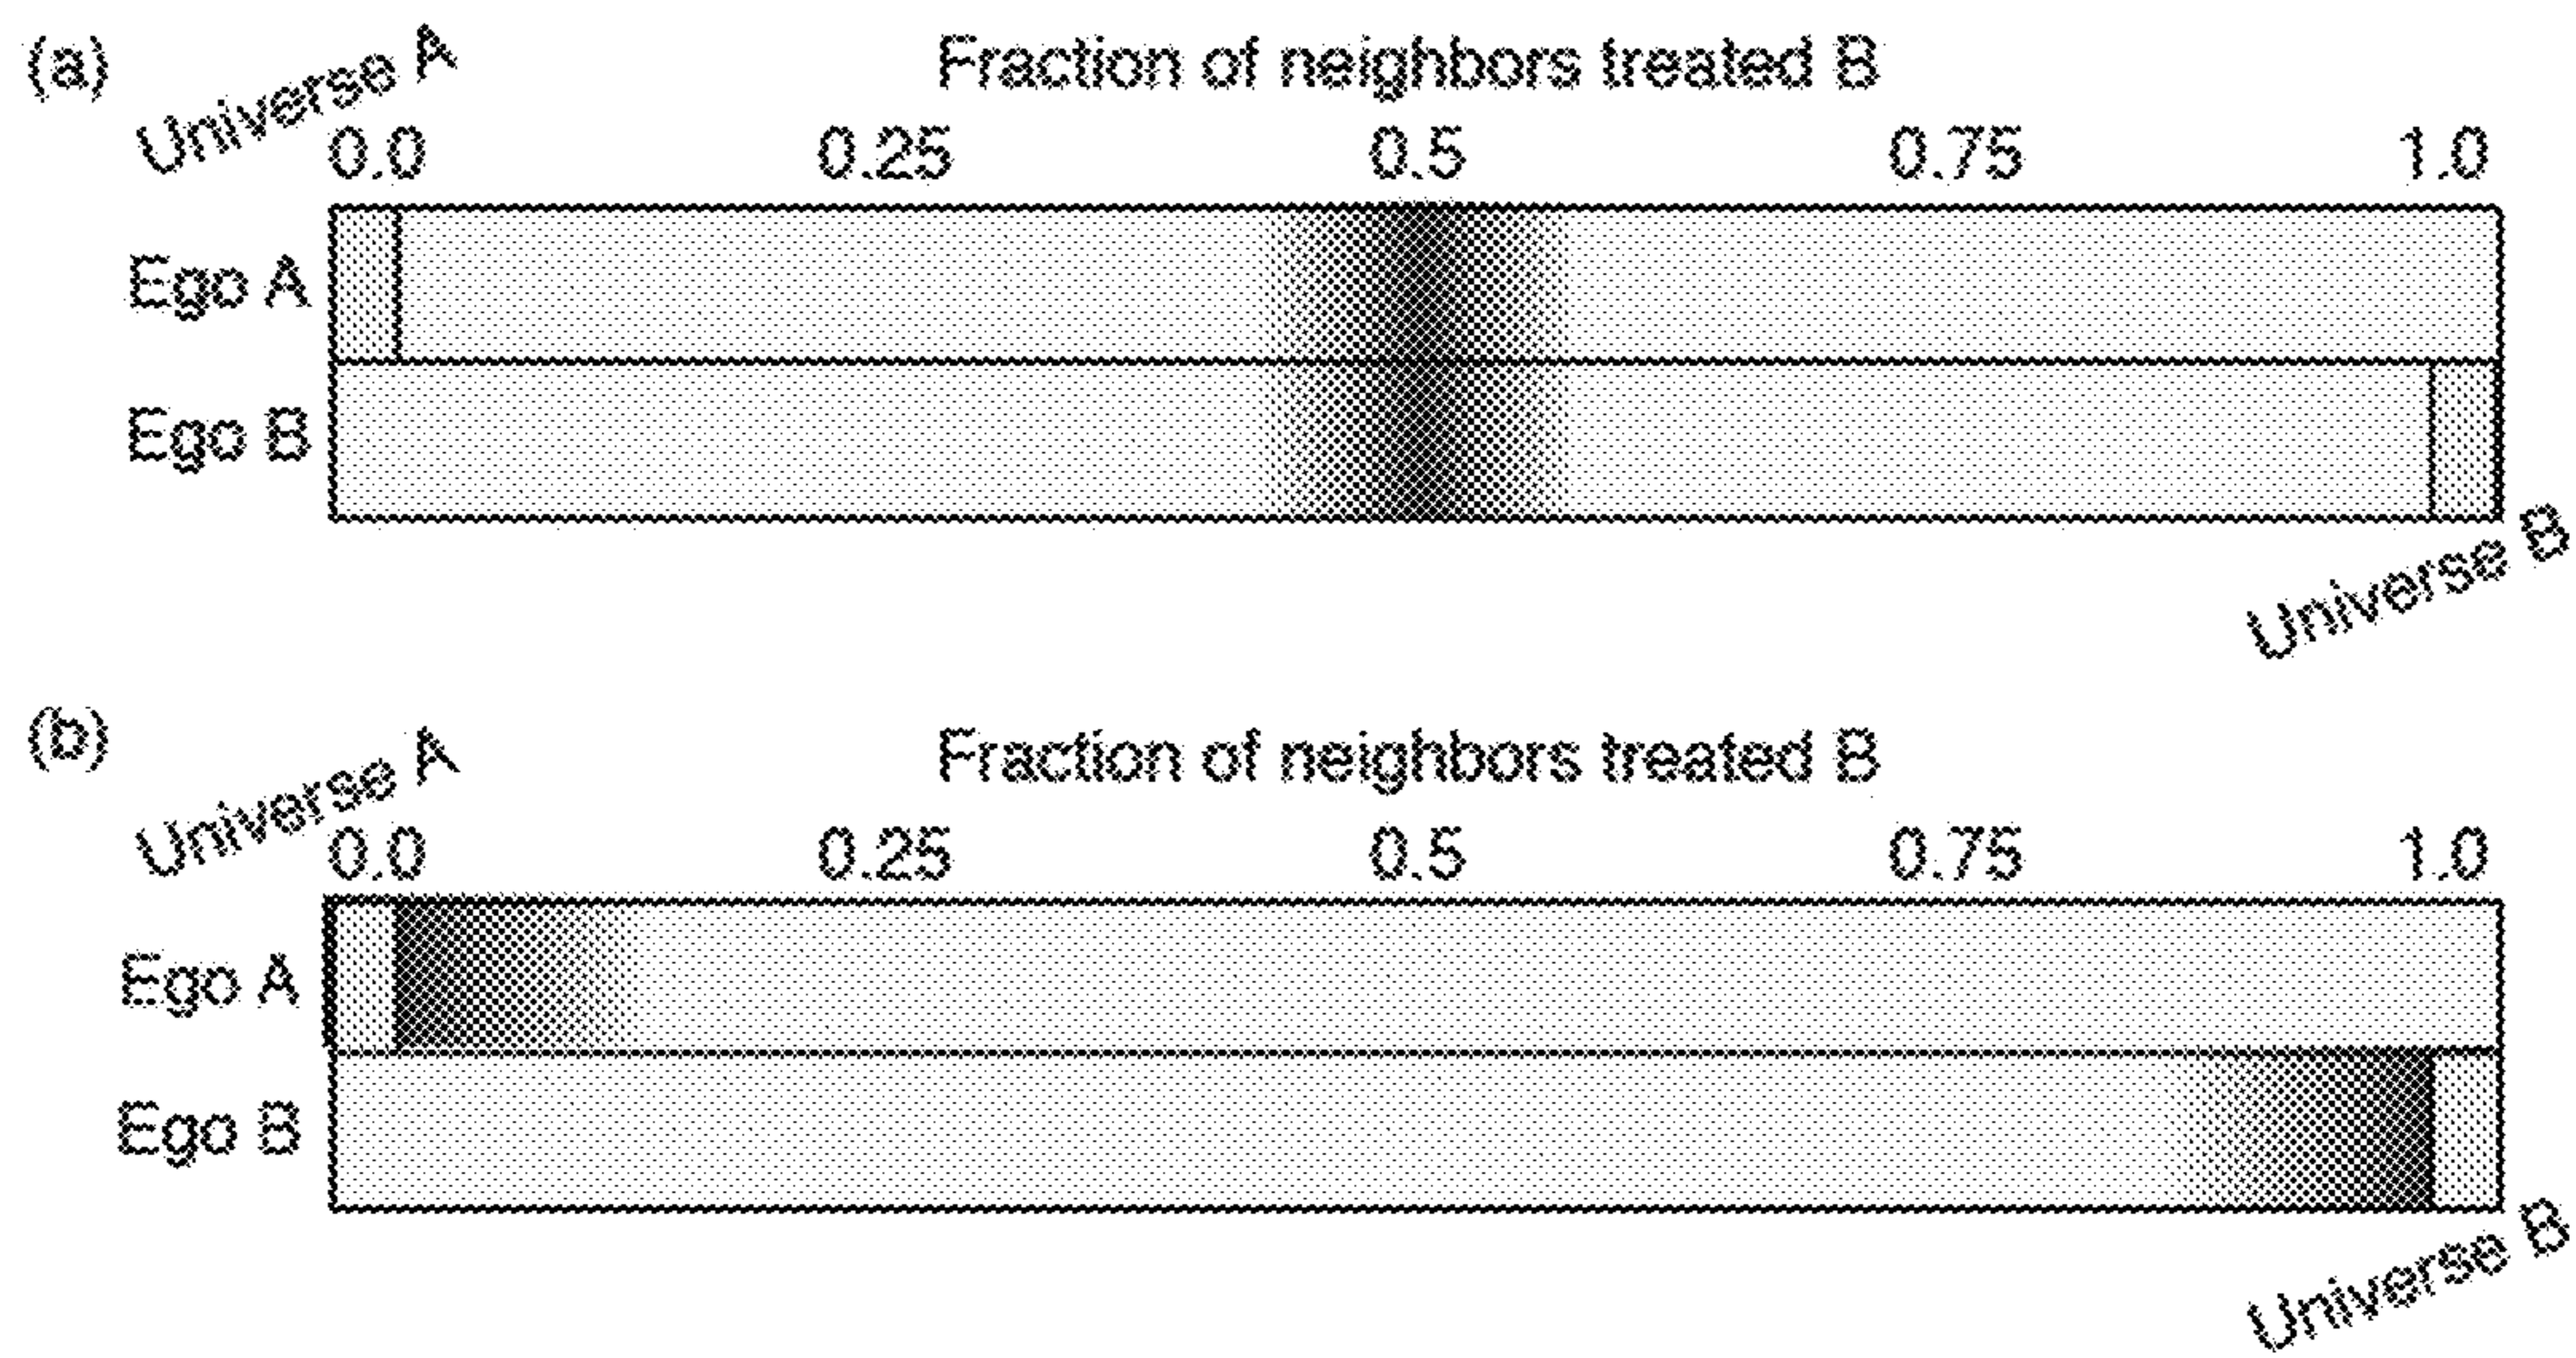 (a)
Universe A
Fraction of neighbors treated B
0.0 0.25 0.5 0.75 1.0
Ego A
Ego B
Universe B
(b)
Universe A
Fraction of neighbors treated B
0.0 0.25 0.5 0.75 1.0
Ego A
Ego B
Universe B